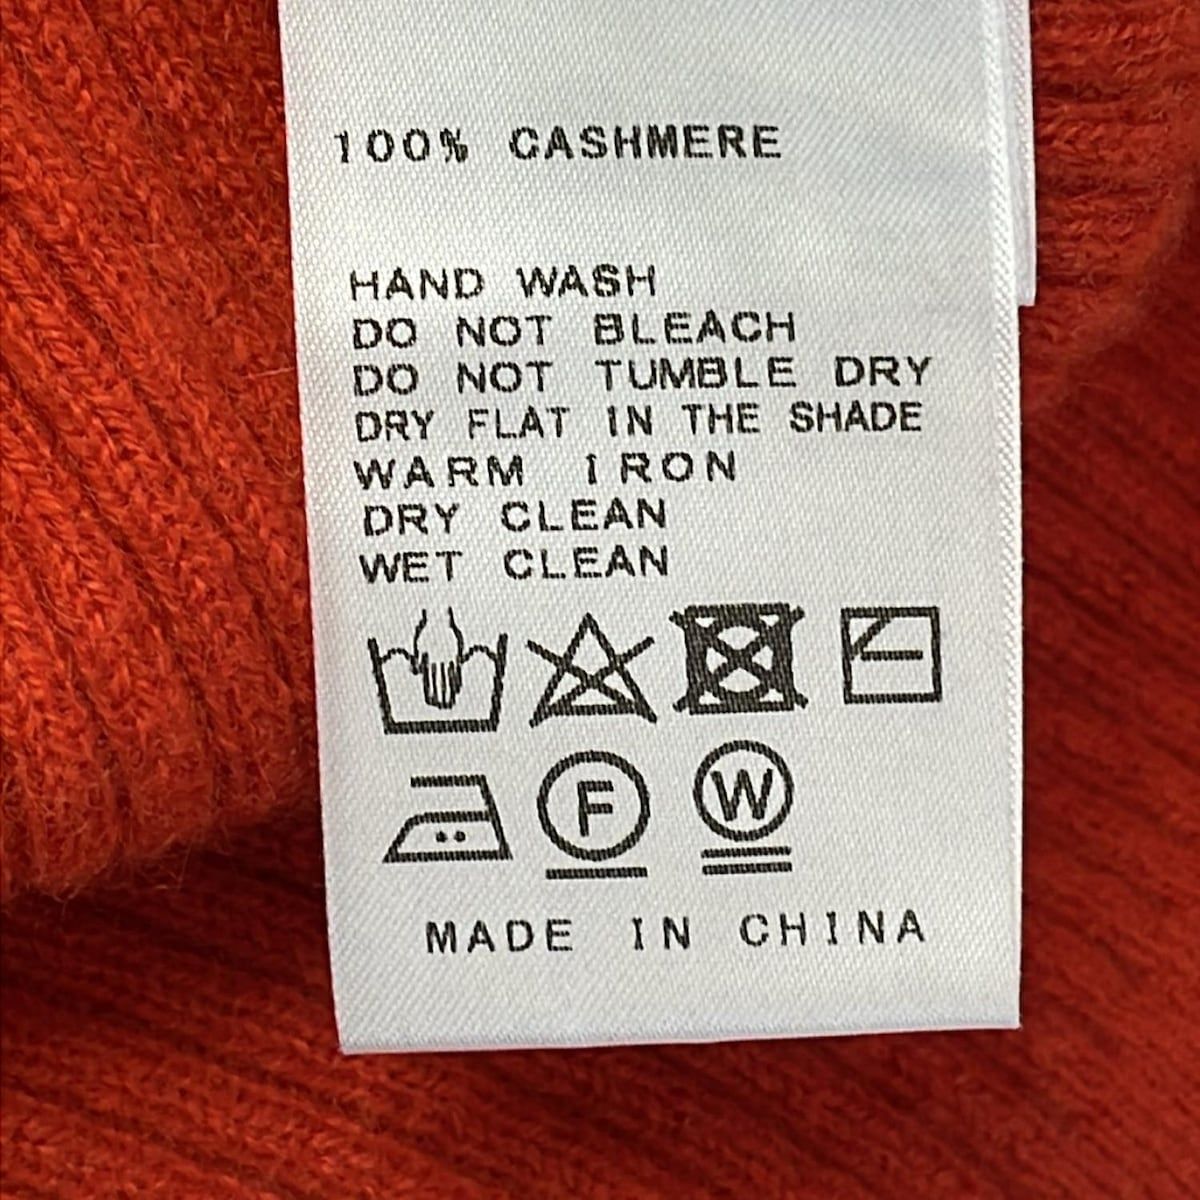 100% CASHMERE
HAND WASH
DO NOT BLEACH
DO NOT TUMBLE DRY
DRY FLAT IN THE SHADE
WARM IRON
DRY CLEAN
WET CLEAN
F W
MADE IN CHINA